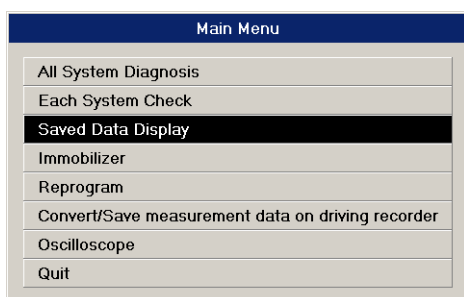 Main Menu
All System Diagnosis
Each System Check
Saved Data Display
Immobilizer
Reprogram
Convert/Save measurement data on driving recorder
Oscilloscope
Quit